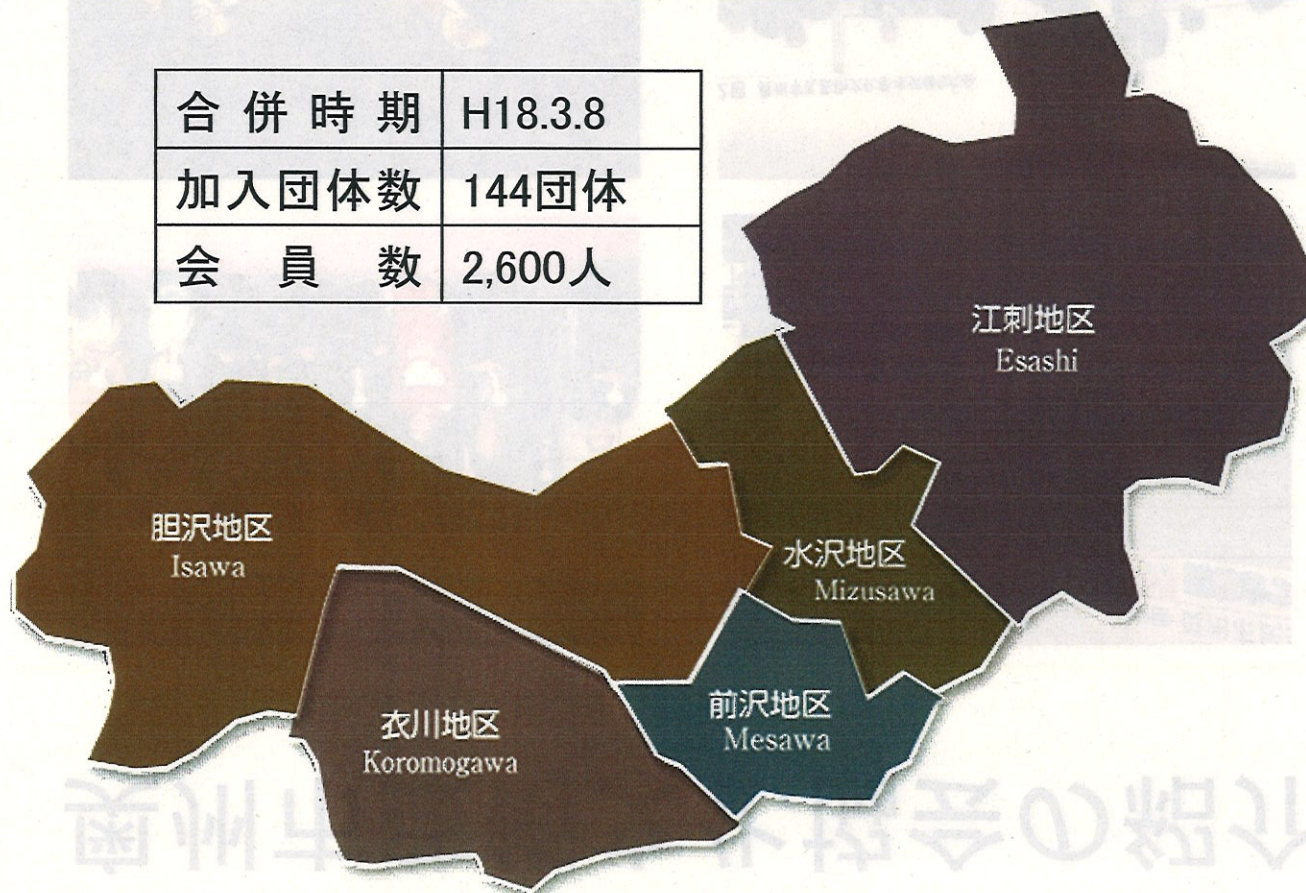 合併時期 H18.3.8
加入団体数 144団体
会員数 2,600人
江刺地区
Esashi
胆沢地区
Isawa
水沢地区
Mizusawa
前沢地区
Mesawa
衣川地区
Koromogawa